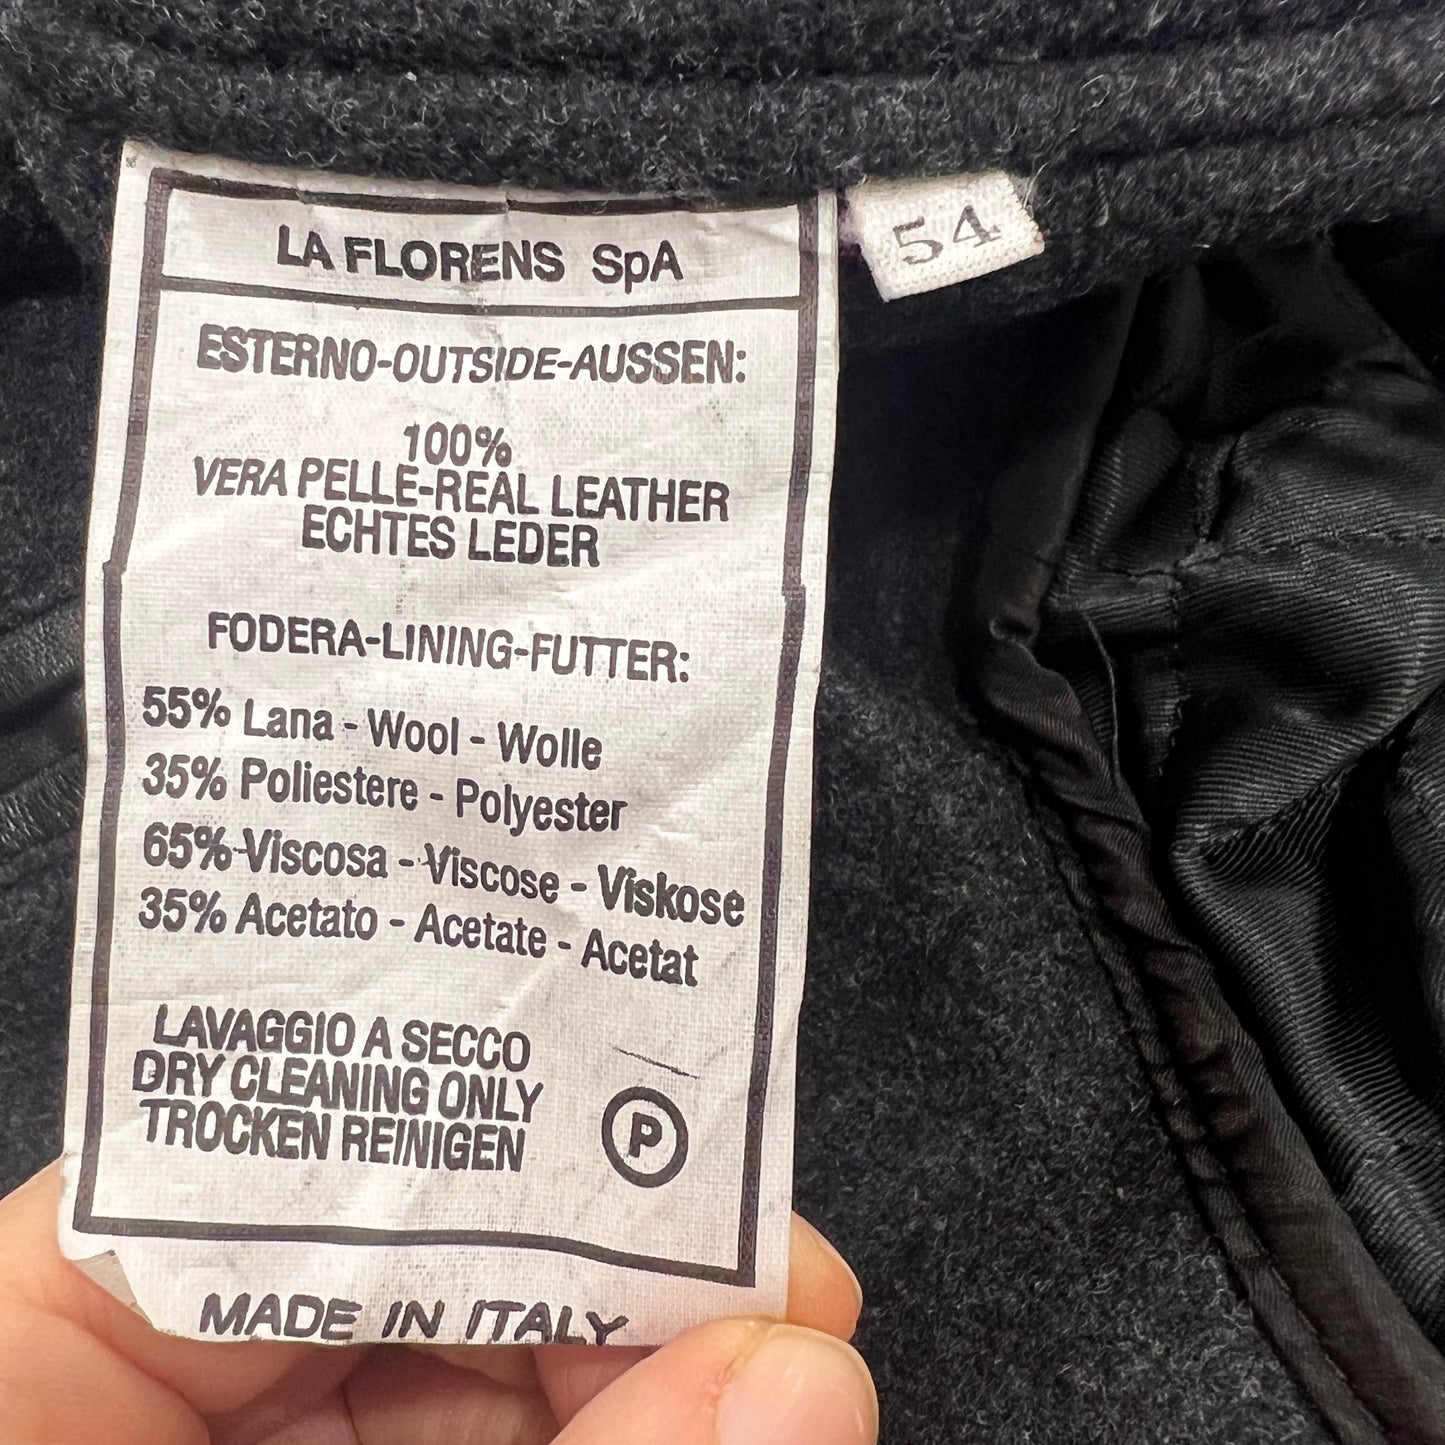 LA FLORENS SpA
54
ESTERNO-OUTSIDE-AUSSEN:
100%
VERA PELLE-REAL LEATHER
ECHTES LEDER
FODERA-LINING-FUTTER:
55% Lana - Wool - Wolle
35% Poliestere - Polyester
65% Viscosa - Viscose - Viskose
35% Acetato - Acetate - Acetat
LAVAGGIO A SECCO
DRY CLEANING ONLY
TROCKEN REINIGEN
P
MADE IN ITALY